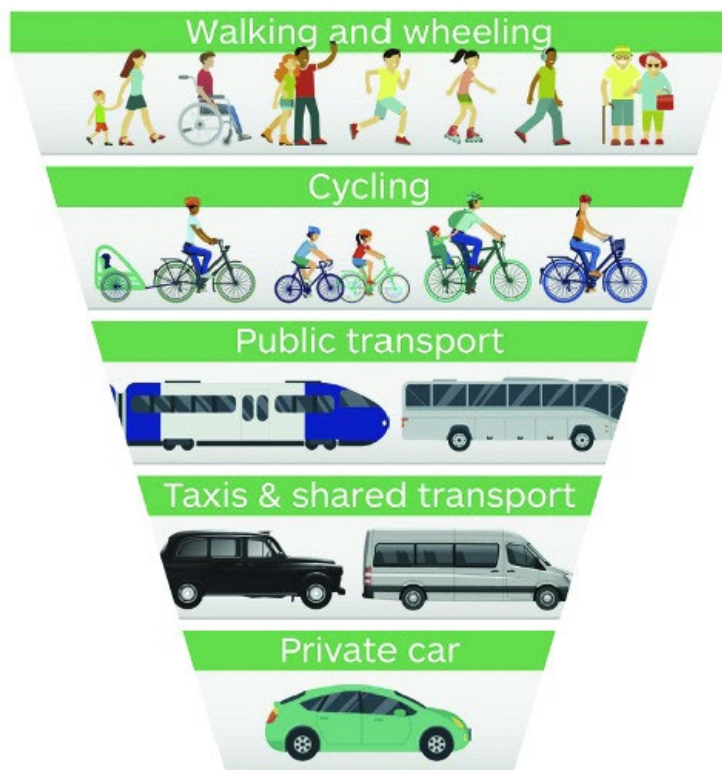 Walking and wheeling
Cycling
Public transport
Taxis & shared transport
Private car